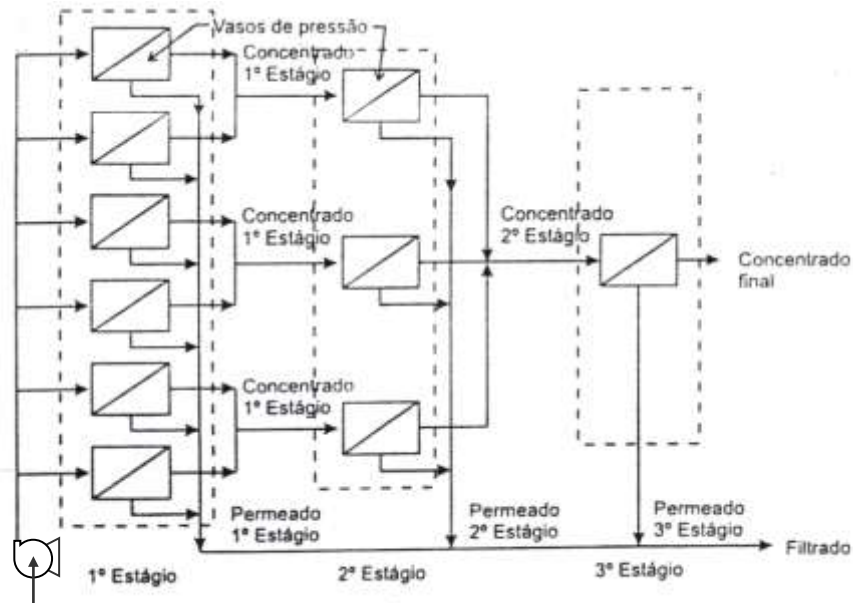 Vasos de pressão
Concentrado
1º Estágio
Concentrado
1º Estágio
Concentrado
1º Estágio
Concentrado
2º Estágio
Concentrado
final
Permeado
1º Estágio
Permeado
2º Estágio
Permeado
3º Estágio
Filtrado
1º Estágio
2º Estágio
3º Estágio